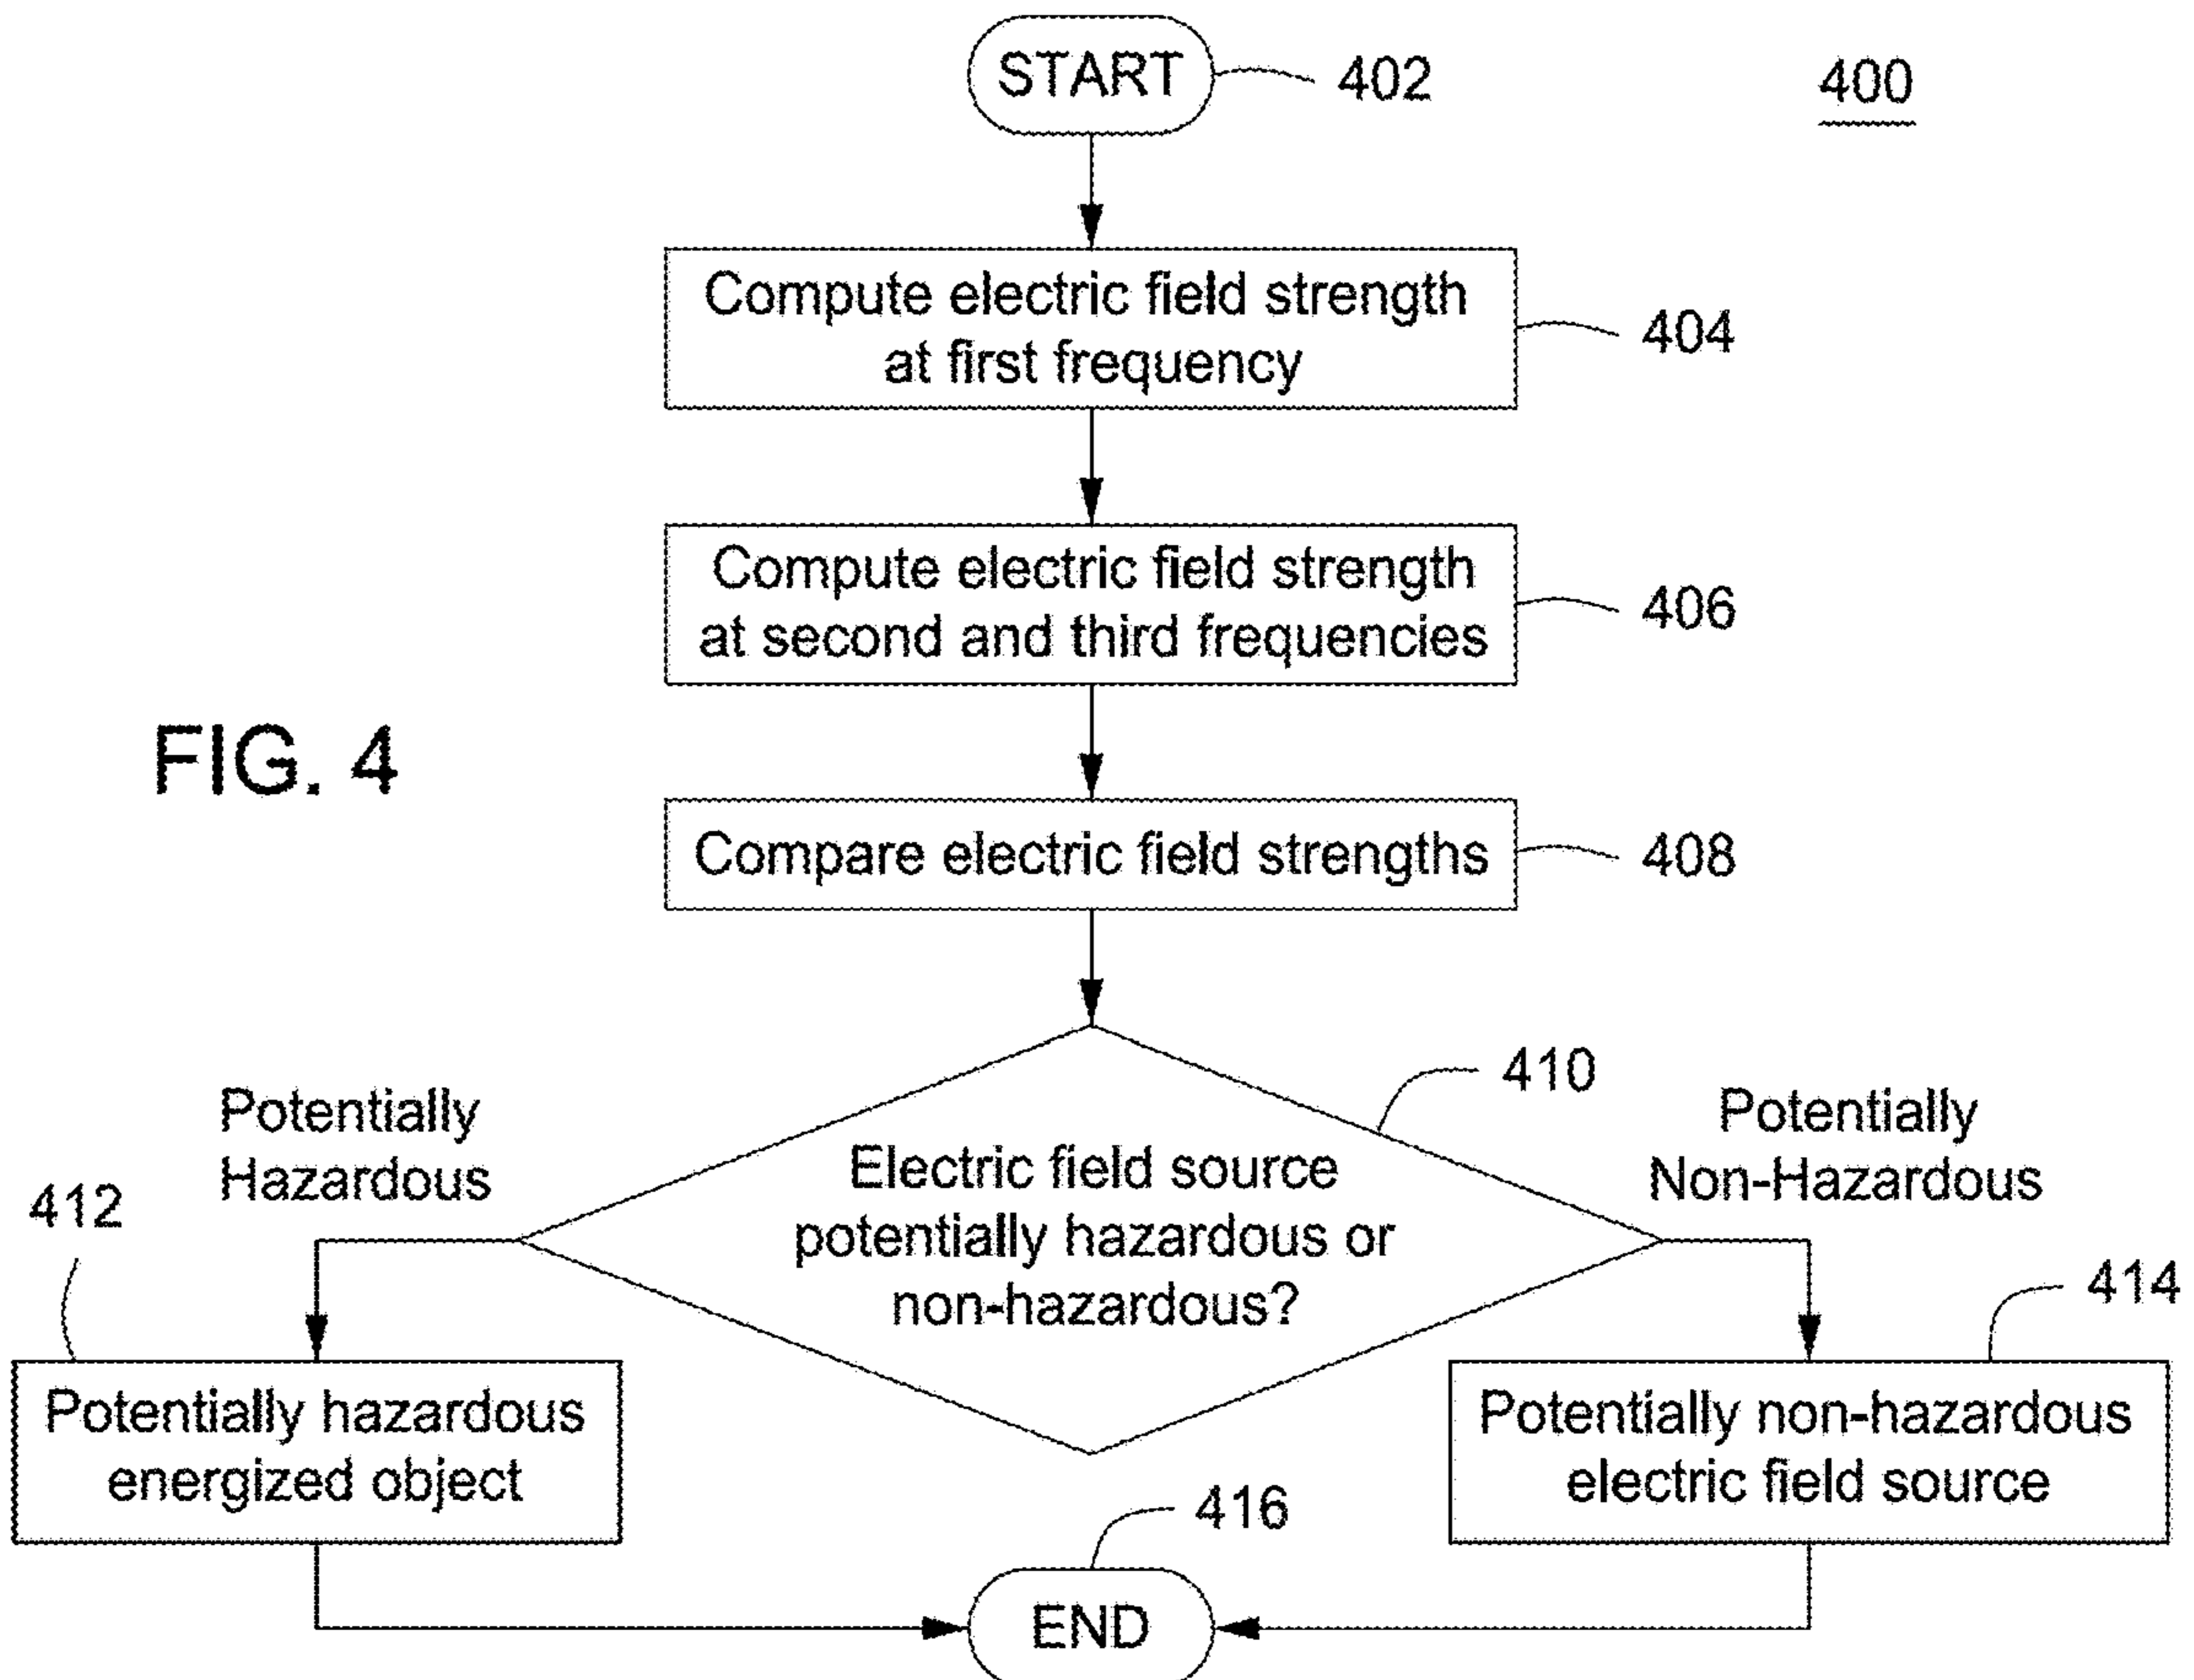 START
402
400
Compute electric field strength
at first frequency
404
Compute electric field strength
at second and third frequencies
406
FIG. 4
Compare electric field strengths
408
410
Potentially
Hazardous
Potentially
Non-Hazardous
Electric field source
potentially hazardous or
non-hazardous?
412
414
Potentially hazardous
energized object
Potentially non-hazardous
electric field source
416
END